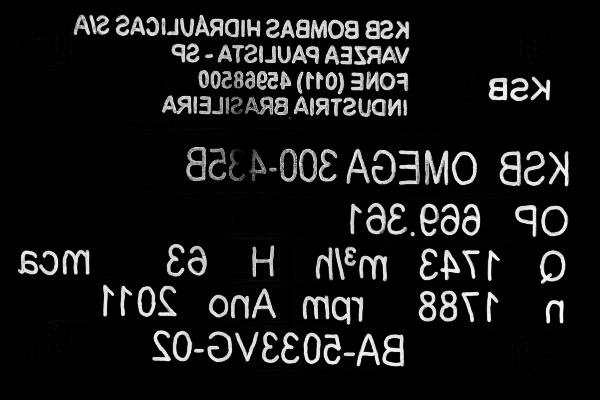 KSB BOMBAS HIDRÁULICAS S/A
VARZEA PAULISTA - SP
FONE (011) 45968500
INDUSTRIA BRASILEIRA
KSB
KSB OMEGA 300-435B
OP 669.361
Q 1743 m³/h H 63 mca
n 1788 rpm Ano 2011
BA-5033VG-02